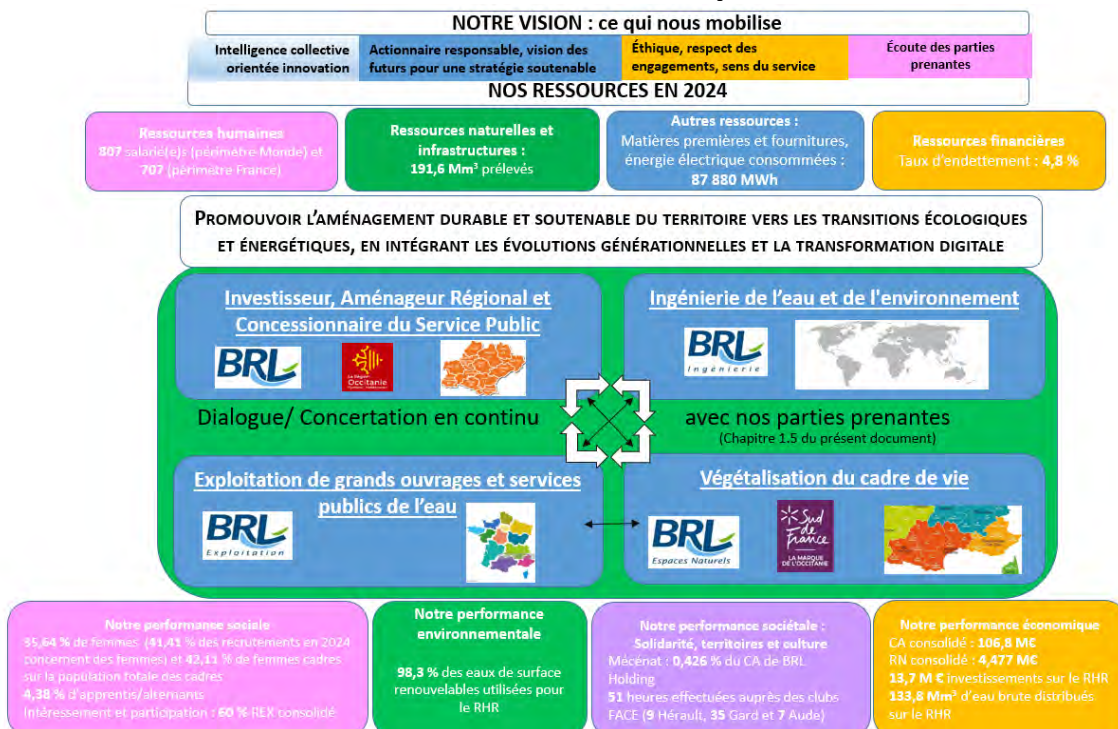 NOTRE VISION : ce qui nous mobilise
Intelligence collective
orientée innovation
Actionnaire responsable, vision des
futurs pour une stratégie soutenable
Éthique, respect des
engagements, sens du service
Écoute des parties
prenantes
NOS RESSOURCES EN 2024
Ressources humaines
807 salarié(e)s (périmètre Monde) et
707 (périmètre France)
Ressources naturelles et
infrastructures :
191,6 Mm³ prélevés
Autres ressources :
Matières premières et fournitures,
énergie électrique consommées :
87 880 MWh
Ressources financières
Taux d'endettement : 4,8 %
PROMOUVOIR L'AMÉNAGEMENT DURABLE ET SOUTENABLE DU TERRITOIRE VERS LES TRANSITIONS ÉCOLOGIQUES
ET ÉNERGÉTIQUES, EN INTÉGRANT LES ÉVOLUTIONS GÉNÉRATIONNELLES ET LA TRANSFORMATION DIGITALE
Investisseur, Aménageur Régional et
Concessionnaire du Service Public
BRL
La Région
Occitanie
Ingénierie de l'eau et de l'environnement
BRL
Ingénierie
Dialogue/ Concertation en continu
avec nos parties prenantes
(Chapitre 1.5 du présent document)
Exploitation de grands ouvrages et services
publics de l'eau
BRL
Exploitation
Végétalisation du cadre de vie
BRL
Espaces Naturels
Sud
de
France
LA MARQUE
DE L'OCCITANIE
Notre performance sociale
35,64 % de femmes (41,41 % des recrutements en 2024
concernent des femmes) et 42,11 % de femmes cadres
sur la population totale des cadres
4,38 % d'apprentis/alternants
Intéressement et participation : 60 % REX consolidé
Notre performance
environnementale
98,3 % des eaux de surface
renouvelables utilisées pour
le RHR
Notre performance sociétale :
Solidarité, territoires et culture
Mécénat : 0,426 % du CA de BRL
Holding
51 heures effectuées auprès des clubs
FACE (9 Hérault, 35 Gard et 7 Aude)
Notre performance économique
CA consolidé : 106,8 M€
RN consolidé : 4,477 M€
13,7 M € investissements sur le RHR
133,8 Mm³ d'eau brute distribués
sur le RHR